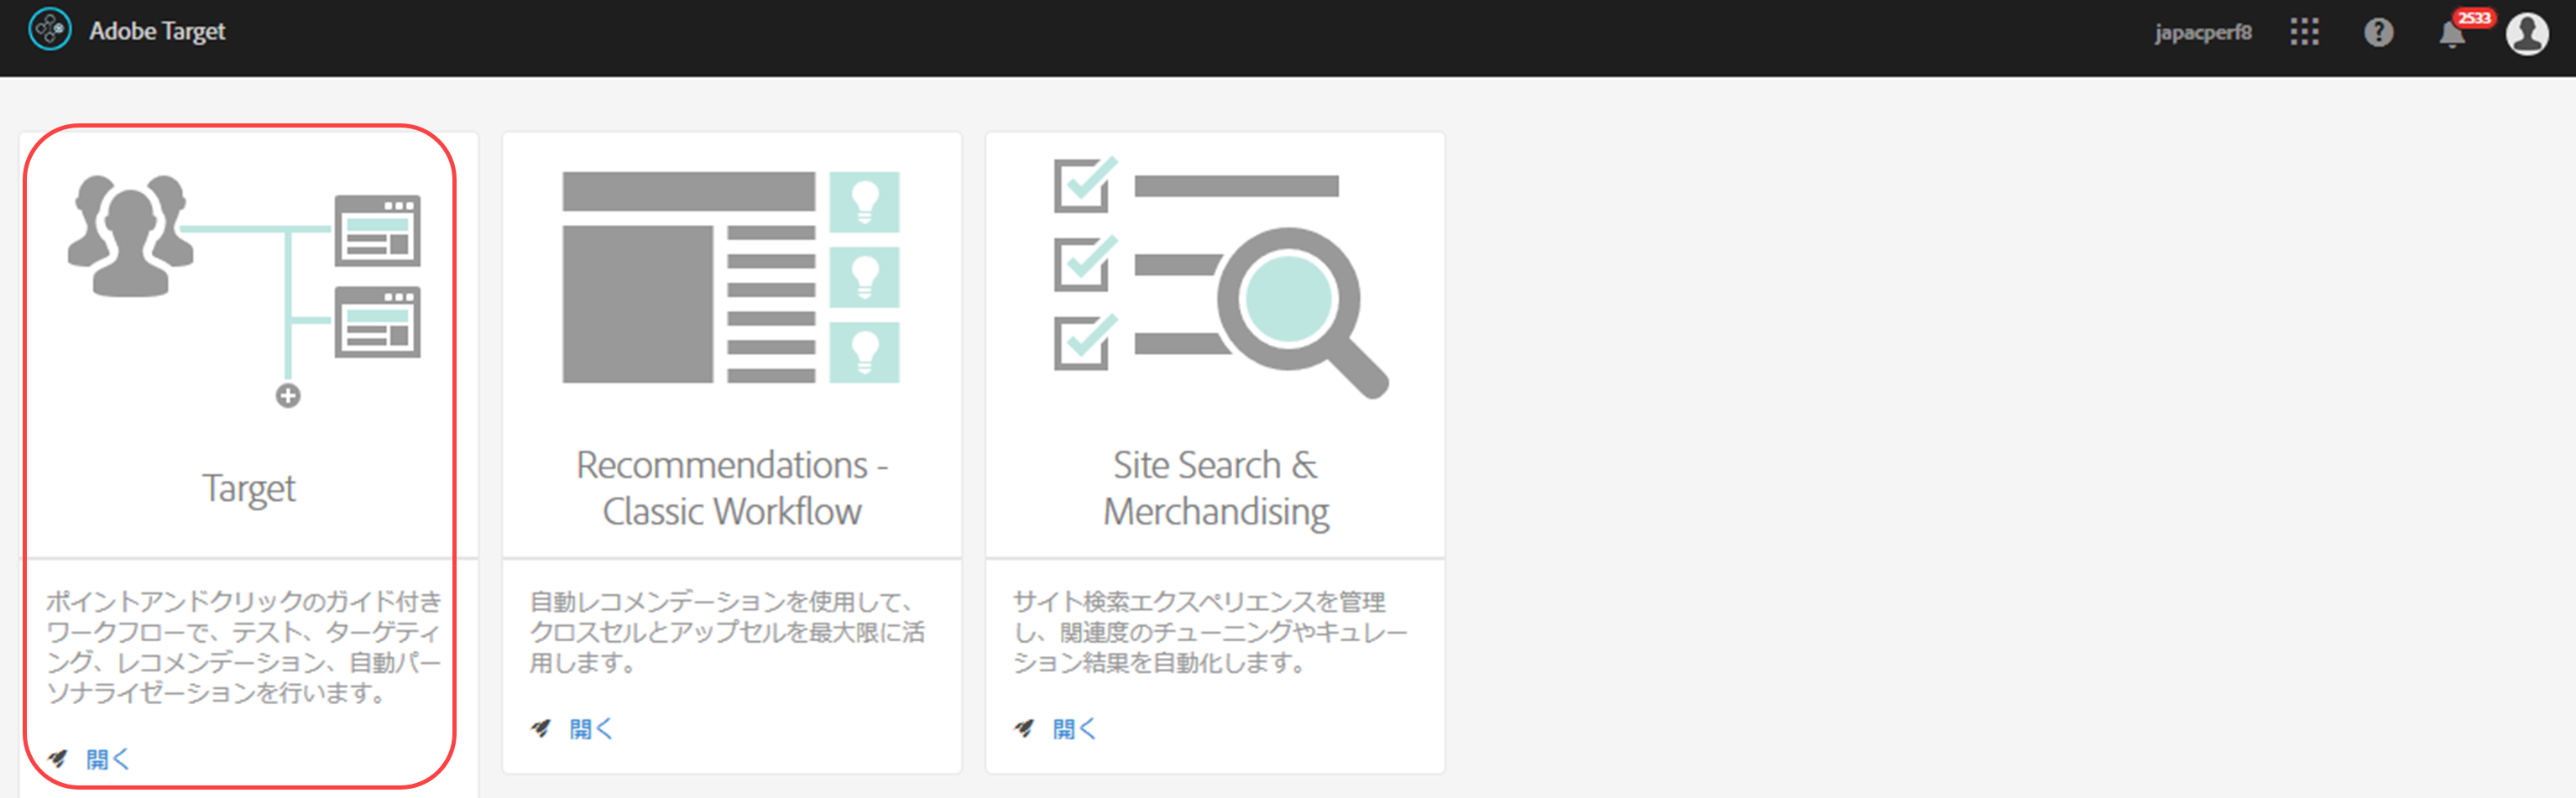 Adobe Target
japacperf8
2533
Target
ポイントアンドクリックのガイド付き
ワークフローで、テスト、ターゲティ
ング、レコメンデーション、自動パー
ソナライゼーションを行います。
開く
Recommendations -
Classic Workflow
自動レコメンデーションを使用して、
クロスセルとアップセルを最大限に活
用します。
開く
Site Search &
Merchandising
サイト検索エクスペリエンスを管理
し、関連度のチューニングやキュレー
ション結果を自動化します。
開く